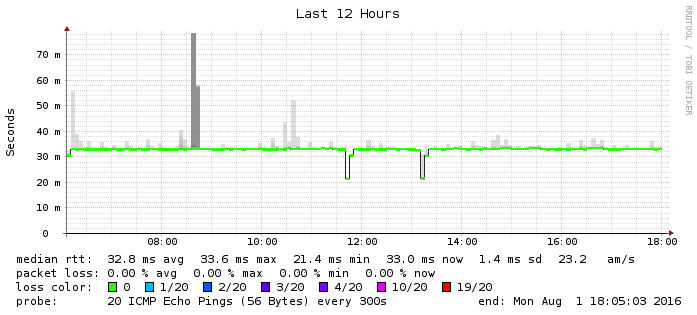 Last 12 Hours
RRDTOOL / TOBI OETIKER
Seconds
70 m
60 m
50 m
40 m
30 m
20 m
10 m
0
08:00 10:00 12:00 14:00 16:00 18:00
median rtt: 32.8 ms avg 33.6 ms max 21.4 ms min 33.0 ms now 1.4 ms sd 23.2 am/s
packet loss: 0.00 % avg 0.00 % max 0.00 % min 0.00 % now
loss color: 0 1/20 2/20 3/20 4/20 10/20 19/20
probe: 20 ICMP Echo Pings (56 Bytes) every 300s end: Mon Aug 1 18:05:03 2016